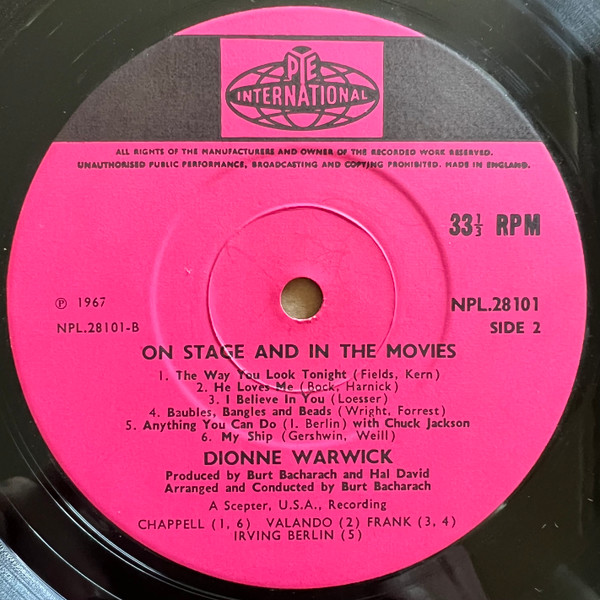 PYE
INTERNATIONAL
ALL RIGHTS OF THE MANUFACTURERS AND OWNER OF THE RECORDED WORK RESERVED.
UNAUTHORISED PUBLIC PERFORMANCE, BROADCASTING AND COPYING PROHIBITED. MADE IN ENGLAND.
33⅓ RPM
℗ 1967
NPL.28101
NPL.28101-B
SIDE 2
ON STAGE AND IN THE MOVIES
1. The Way You Look Tonight (Fields, Kern)
2. He Loves Me (Bock, Harnick)
3. I Believe In You (Loesser)
4. Baubles, Bangles and Beads (Wright, Forrest)
5. Anything You Can Do (I. Berlin) with Chuck Jackson
6. My Ship (Gershwin, Weill)
DIONNE WARWICK
Produced by Burt Bacharach and Hal David
Arranged and Conducted by Burt Bacharach
A Scepter, U.S.A., Recording
CHAPPELL (1, 6) VALANDO (2) FRANK (3, 4)
IRVING BERLIN (5)